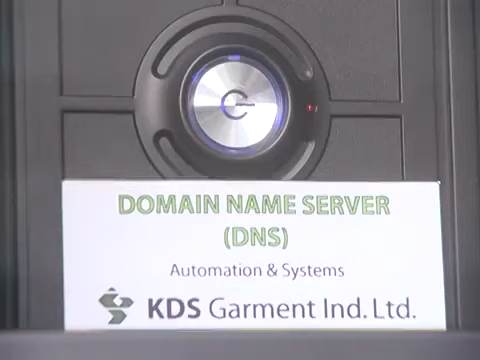 DOMAIN NAME SERVER
(DNS)
Automation & Systems
KDS Garment Ind. Ltd.